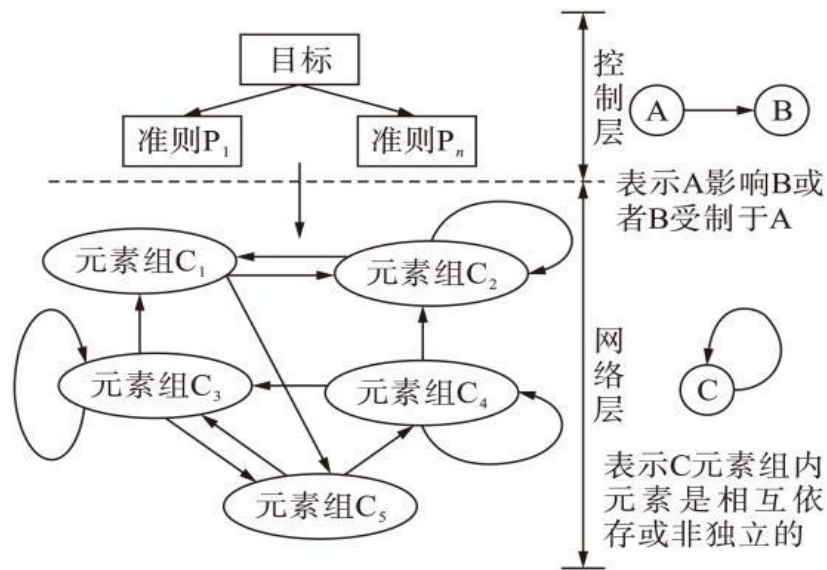 目标
准则P₁
准则Pₙ
控制层
A
B
表示A影响B或
者B受制于A
元素组C₁
元素组C₂
元素组C₃
元素组C₄
元素组C₅
网络层
C
表示C元素组内
元素是相互依
存或非独立的